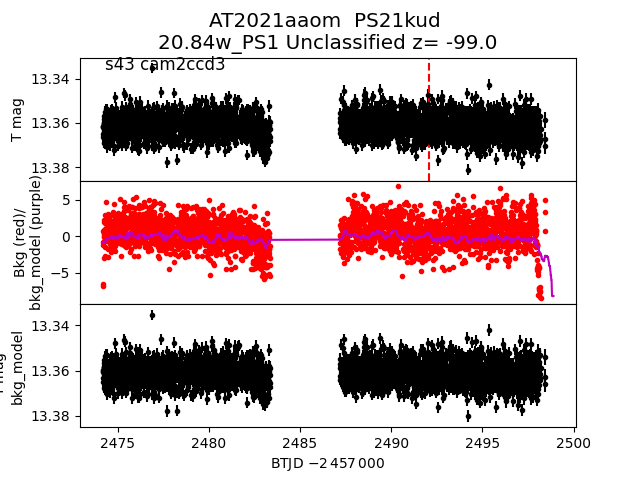 AT2021aaom  PS21kud
20.84w_PS1 Unclassified z= -99.0
s43 cam2ccd3
T mag
13.34
13.36
13.38
Bkg (red)/
bkg_model (purple)
5
0
−5
bkg_model
13.34
13.36
13.38
2475
2480
2485
2490
2495
2500
BTJD −2 457 000